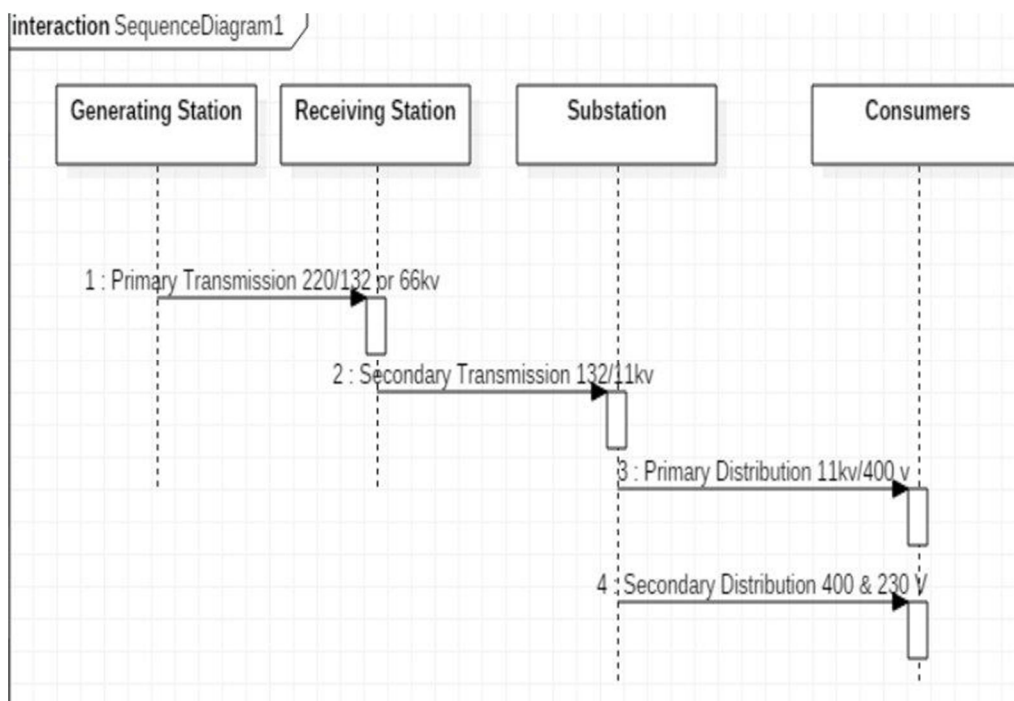 interaction SequenceDiagram1
Generating Station
Receiving Station
Substation
Consumers
1 : Primary Transmission 220/132 or 66kv
2 : Secondary Transmission 132/11kv
3 : Primary Distribution 11kv/400 v
4 : Secondary Distribution 400 & 230 V